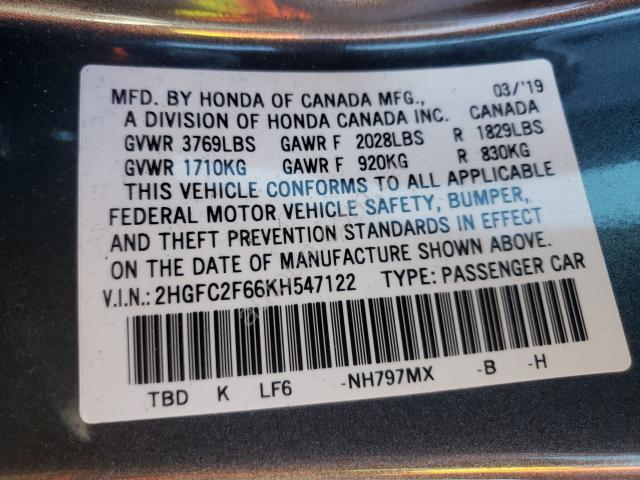 MFD. BY HONDA OF CANADA MFG., 03/'19
A DIVISION OF HONDA CANADA INC. CANADA
GVWR 3769LBS GAWR F 2028LBS R 1829LBS
GVWR 1710KG GAWR F 920KG R 830KG
THIS VEHICLE CONFORMS TO ALL APPLICABLE
FEDERAL MOTOR VEHICLE SAFETY, BUMPER,
AND THEFT PREVENTION STANDARDS IN EFFECT
ON THE DATE OF MANUFACTURE SHOWN ABOVE.
V.I.N.: 2HGFC2F66KH547122 TYPE: PASSENGER CAR
TBD K LF6 -NH797MX -B -H